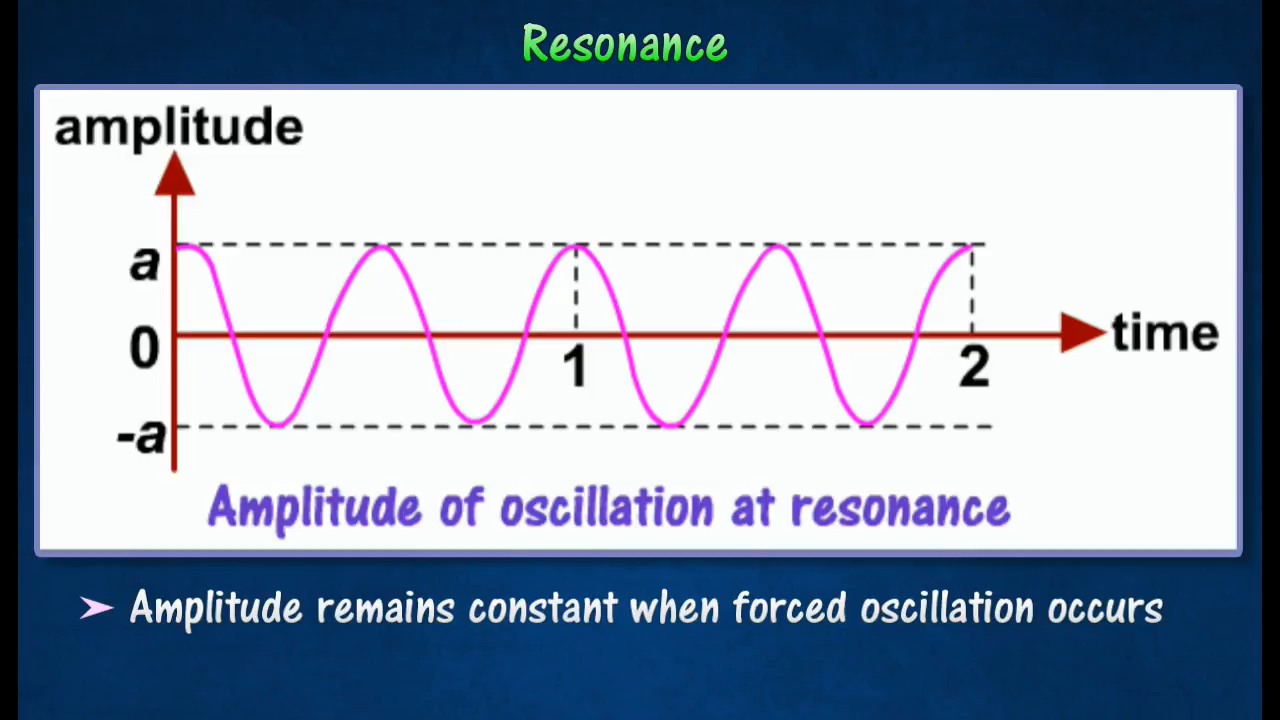 Resonance
amplitude
a
0
1
2
time
-a
Amplitude of oscillation at resonance
➢ Amplitude remains constant when forced oscillation occurs